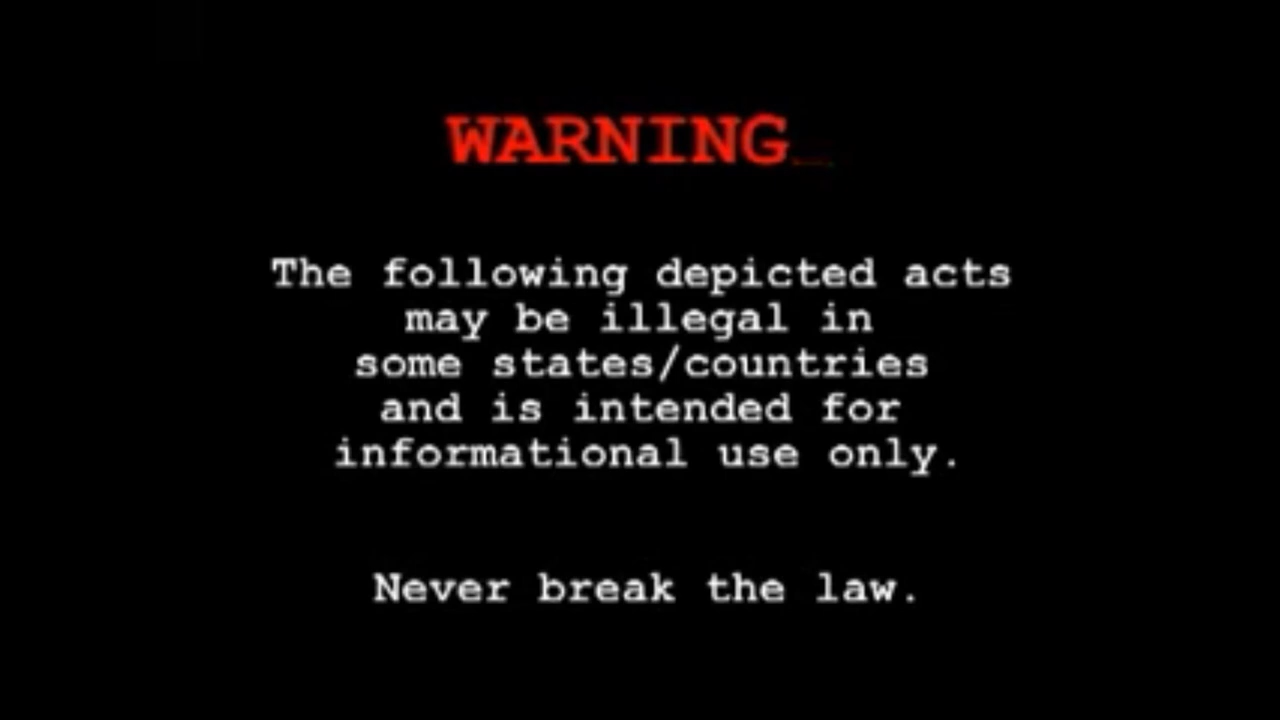 WARNING_
The following depicted acts
may be illegal in
some states/countries
and is intended for
informational use only.
Never break the law.